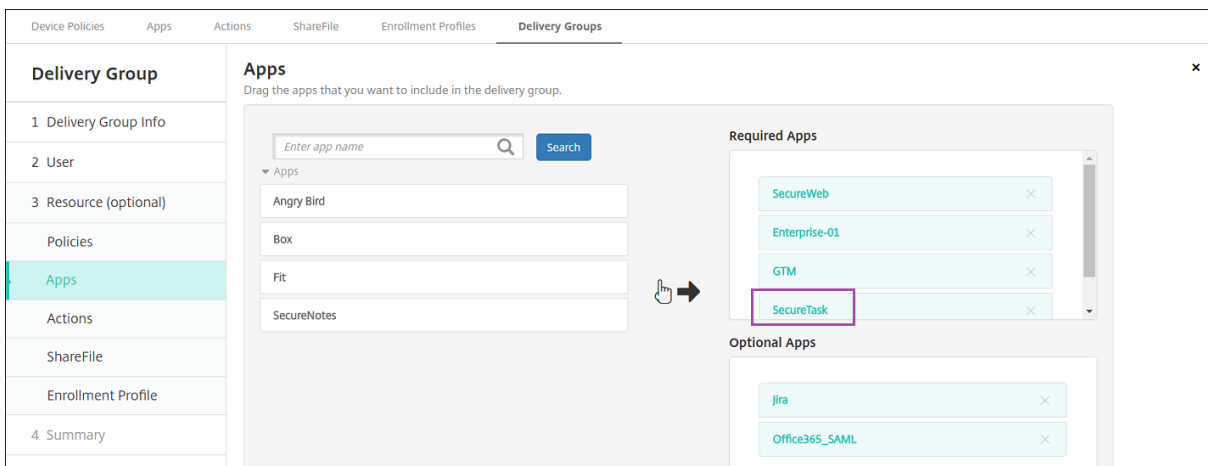 Device Policies Apps Actions ShareFile Enrollment Profiles Delivery Groups
Delivery Group
1 Delivery Group Info
2 User
3 Resource (optional)
Policies
Apps
Actions
ShareFile
Enrollment Profile
4 Summary
Apps
Drag the apps that you want to include in the delivery group.
Enter app name
Search
Apps
Angry Bird
Box
Fit
SecureNotes
Required Apps
SecureWeb
Enterprise-01
GTM
SecureTask
Optional Apps
Jira
Office365_SAML